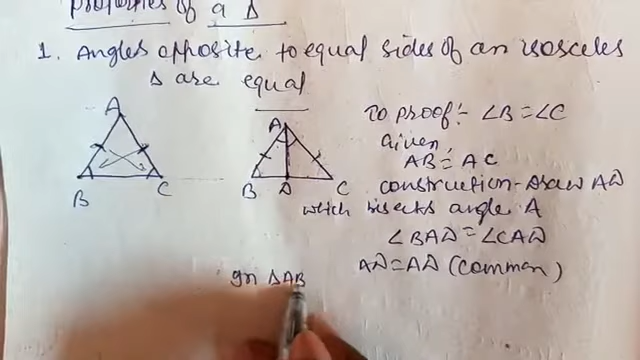 properties of a Δ
1. Angles opposite to equal sides of an isosceles
Δ are equal
A
B
C
A
B
D
C
To proof:- ∠B = ∠C
Given,
AB = AC
construction - Draw AD
which bisects angle A
∠BAD = ∠CAD
AD = AD (common)
In Δ AB